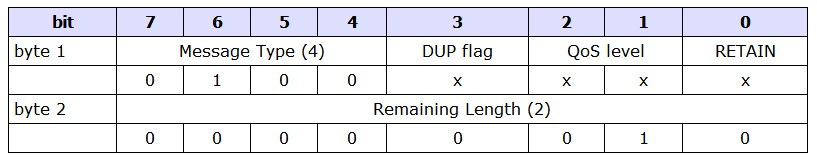 bit 7 6 5 4 3 2 1 0
byte 1 Message Type (4) DUP flag QoS level RETAIN
0 1 0 0 x x x x
byte 2 Remaining Length (2)
0 0 0 0 0 0 1 0